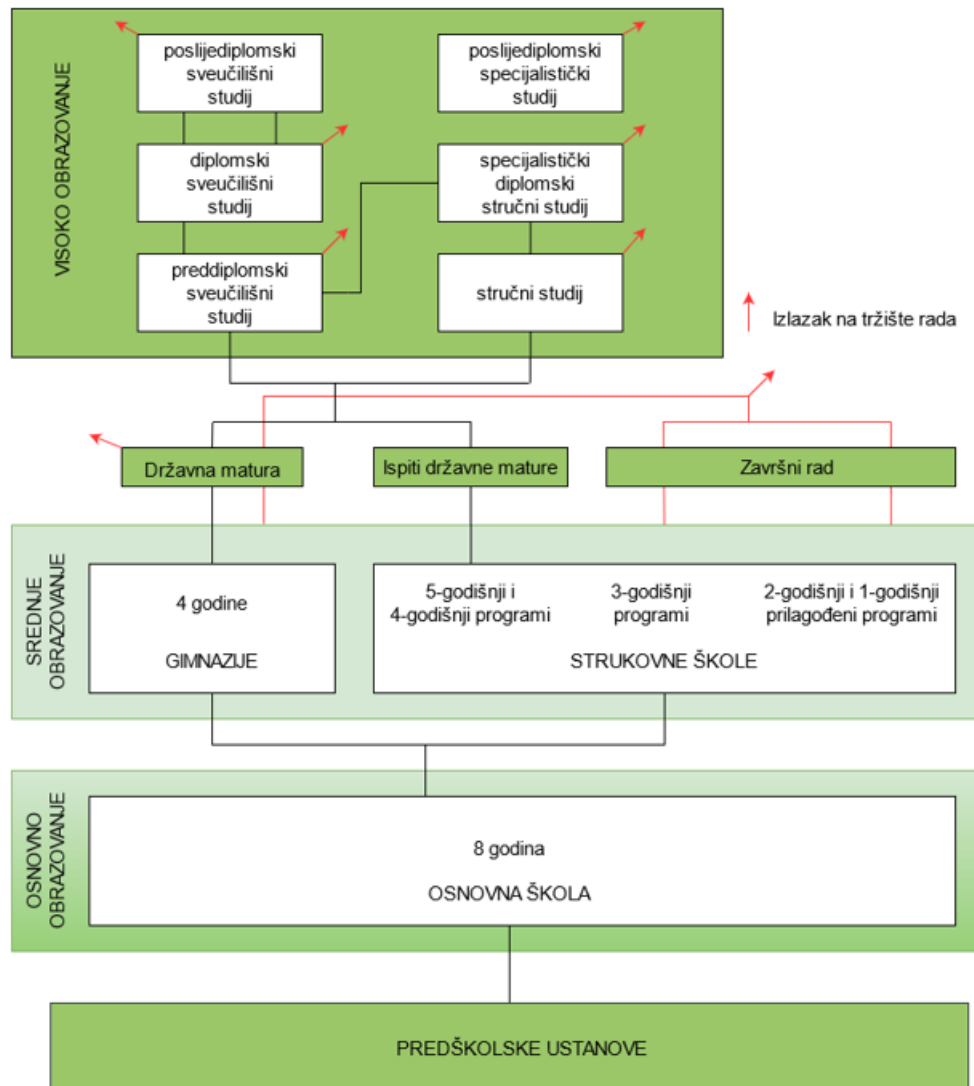 VISOKO OBRAZOVANJE
poslijediplomski
sveučilišni
studij
poslijediplomski
specijalistički
studij
diplomski
sveučilišni
studij
specijalistički
diplomski
stručni studij
preddiplomski
sveučilišni
studij
stručni studij
Izlazak na tržište rada
Državna matura
Ispiti državne mature
Završni rad
SREDNJE
OBRAZOVANJE
4 godine
GIMNAZIJE
5-godišnji i
4-godišnji programi
3-godišnji
programi
2-godišnji i 1-godišnji
prilagođeni programi
STRUKOVNE ŠKOLE
OSNOVNO
OBRAZOVANJE
8 godina
OSNOVNA ŠKOLA
PREDŠKOLSKE USTANOVE